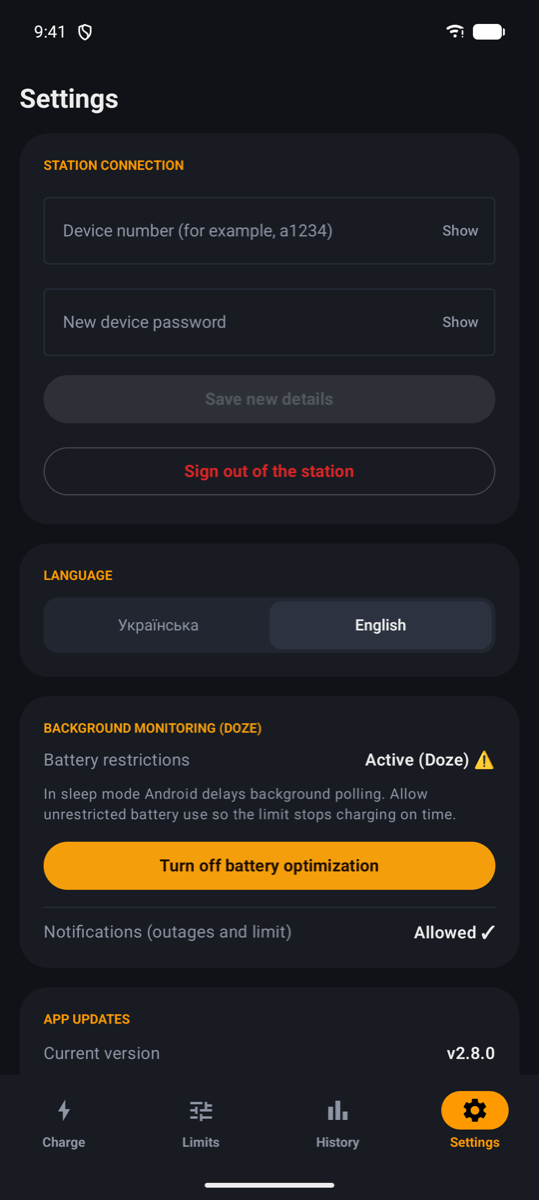 9:41
Settings
STATION CONNECTION
Device number (for example, a1234) Show
New device password Show
Save new details
Sign out of the station
LANGUAGE
Українська English
BACKGROUND MONITORING (DOZE)
Battery restrictions Active (Doze) ⚠️
In sleep mode Android delays background polling. Allow
unrestricted battery use so the limit stops charging on time.
Turn off battery optimization
Notifications (outages and limit) Allowed ✓
APP UPDATES
Current version v2.8.0
Charge Limits History Settings